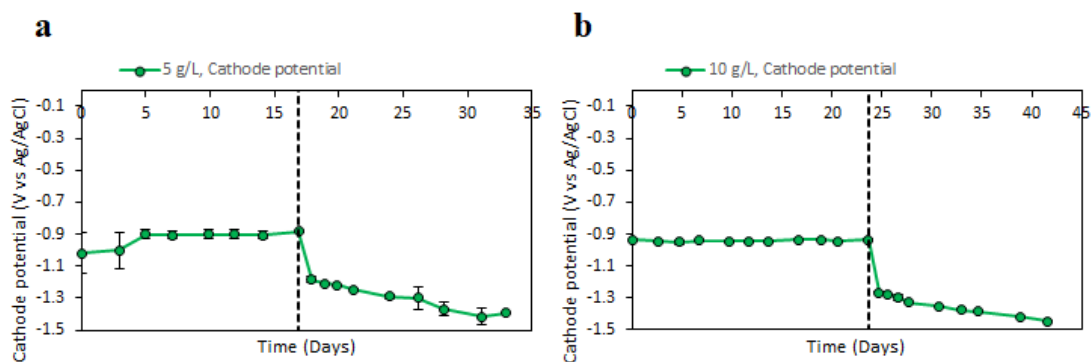 a
5 g/L, Cathode potential
Cathode potential (V vs Ag/AgCl)
-0.1
-0.3
-0.5
-0.7
-0.9
-1.1
-1.3
-1.5
0 5 10 15 20 25 30 35
Time (Days)
b
10 g/L, Cathode potential
Cathode potential (V vs Ag/AgCl)
-0.1
-0.3
-0.5
-0.7
-0.9
-1.1
-1.3
-1.5
0 5 10 15 20 25 30 35 40 45
Time (Days)